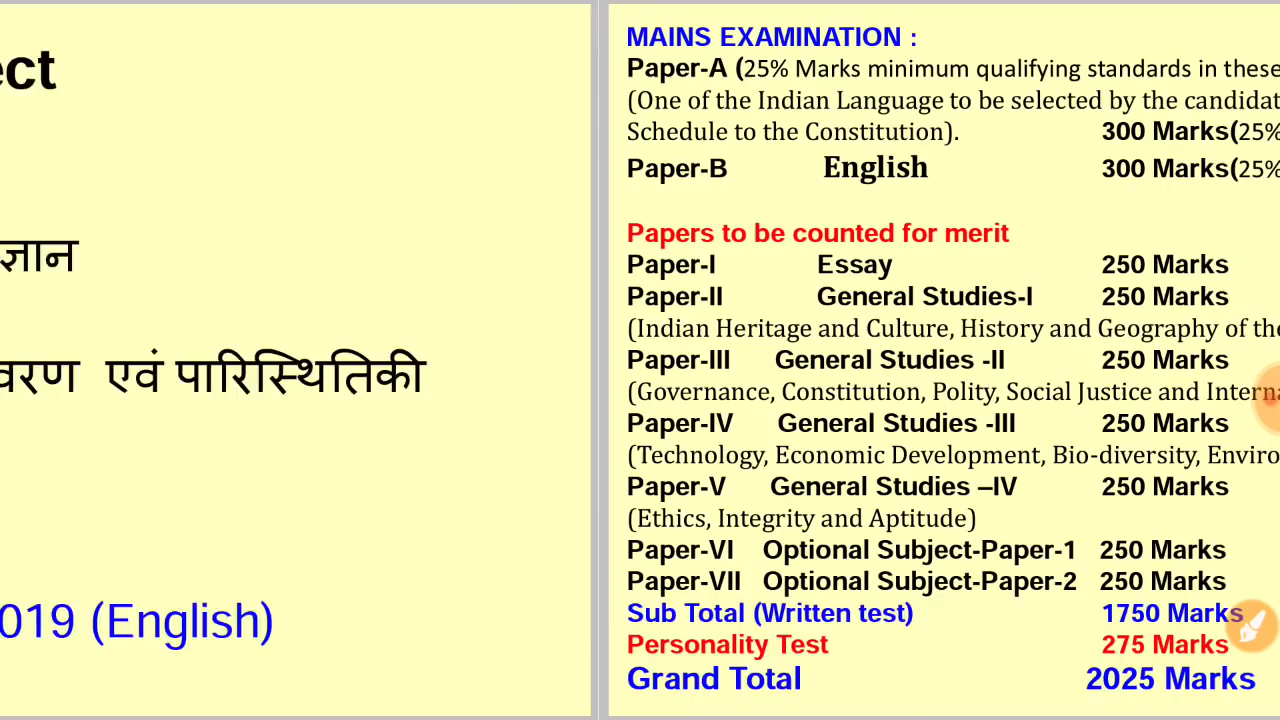 ect
ज्ञान
वरण एवं पारिस्थितिकी
019 (English)
MAINS EXAMINATION :
Paper-A (25% Marks minimum qualifying standards in these
(One of the Indian Language to be selected by the candidat
Schedule to the Constitution). 300 Marks(25%
Paper-B English 300 Marks(25%
Papers to be counted for merit
Paper-I Essay 250 Marks
Paper-II General Studies-I 250 Marks
(Indian Heritage and Culture, History and Geography of the
Paper-III General Studies -II 250 Marks
(Governance, Constitution, Polity, Social Justice and Interna
Paper-IV General Studies -III 250 Marks
(Technology, Economic Development, Bio-diversity, Enviro
Paper-V General Studies –IV 250 Marks
(Ethics, Integrity and Aptitude)
Paper-VI Optional Subject-Paper-1 250 Marks
Paper-VII Optional Subject-Paper-2 250 Marks
Sub Total (Written test) 1750 Marks
Personality Test 275 Marks
Grand Total 2025 Marks